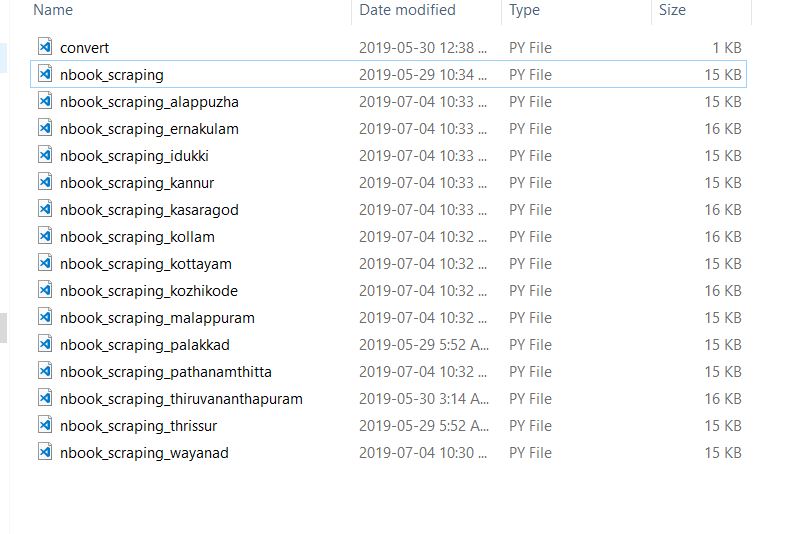 Name Date modified Type Size
convert 2019-05-30 12:38 ... PY File 1 KB
nbook_scraping 2019-05-29 10:34 ... PY File 15 KB
nbook_scraping_alappuzha 2019-07-04 10:33 ... PY File 15 KB
nbook_scraping_ernakulam 2019-07-04 10:33 ... PY File 16 KB
nbook_scraping_idukki 2019-07-04 10:33 ... PY File 15 KB
nbook_scraping_kannur 2019-07-04 10:33 ... PY File 15 KB
nbook_scraping_kasaragod 2019-07-04 10:33 ... PY File 16 KB
nbook_scraping_kollam 2019-07-04 10:32 ... PY File 16 KB
nbook_scraping_kottayam 2019-07-04 10:32 ... PY File 15 KB
nbook_scraping_kozhikode 2019-07-04 10:32 ... PY File 16 KB
nbook_scraping_malappuram 2019-07-04 10:32 ... PY File 15 KB
nbook_scraping_palakkad 2019-05-29 5:52 A... PY File 15 KB
nbook_scraping_pathanamthitta 2019-07-04 10:32 ... PY File 15 KB
nbook_scraping_thiruvananthapuram 2019-05-30 3:14 A... PY File 16 KB
nbook_scraping_thrissur 2019-05-29 5:52 A... PY File 15 KB
nbook_scraping_wayanad 2019-07-04 10:30 ... PY File 15 KB